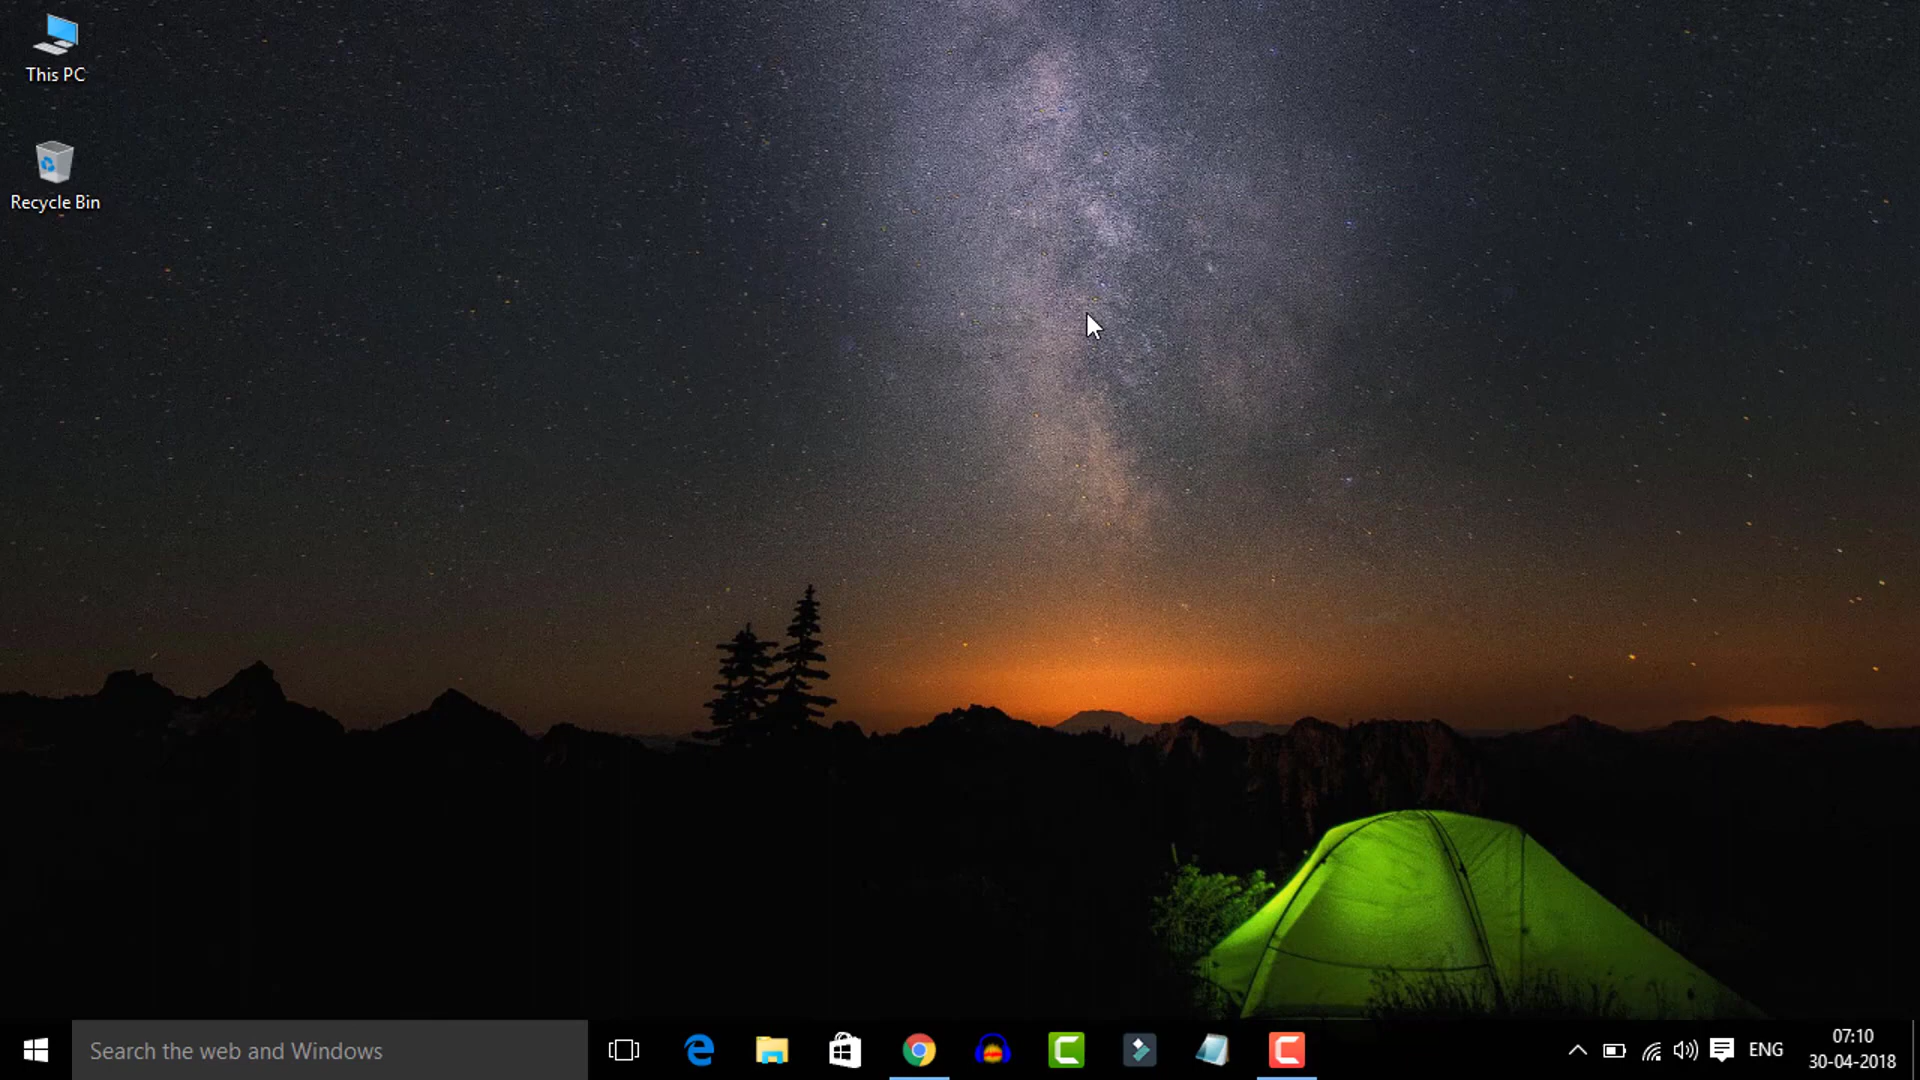 This PC
Recycle Bin
Search the web and Windows
ENG
07:10
30-04-2018